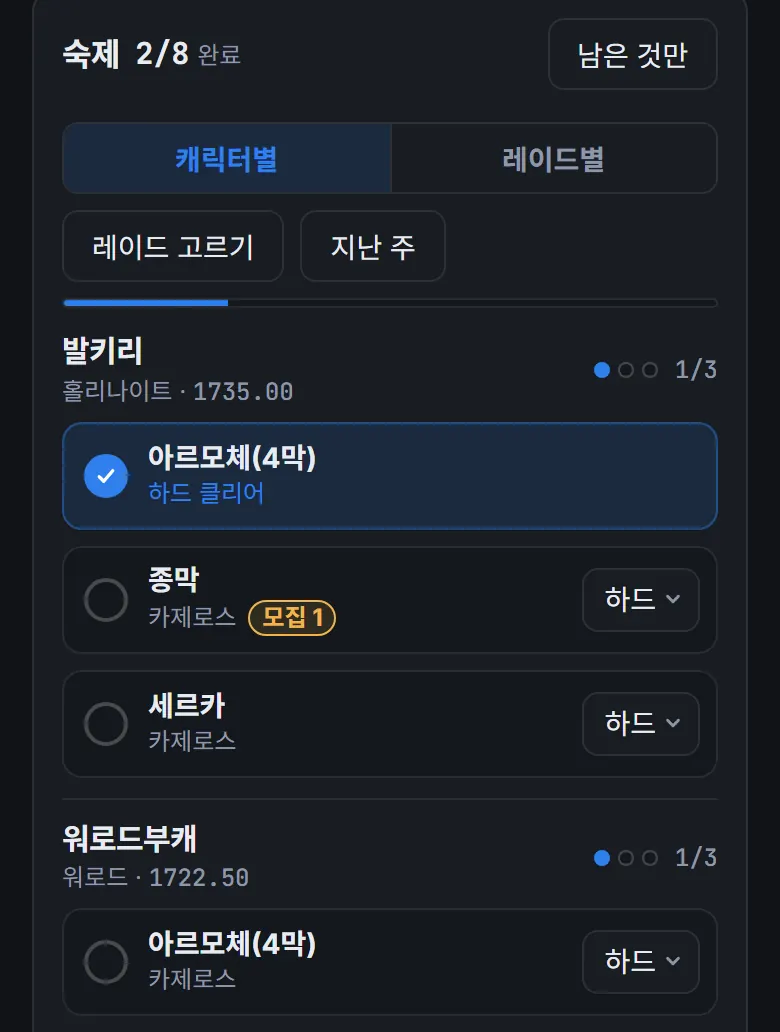 숙제 2/8 완료
남은 것만
캐릭터별
레이드별
레이드 고르기
지난 주
발키리
홀리나이트 · 1735.00
1/3
아르모체(4막)
하드 클리어
종막
카제로스 모집 1
하드
세르카
카제로스
하드
워로드부캐
워로드 · 1722.50
1/3
아르모체(4막)
카제로스
하드